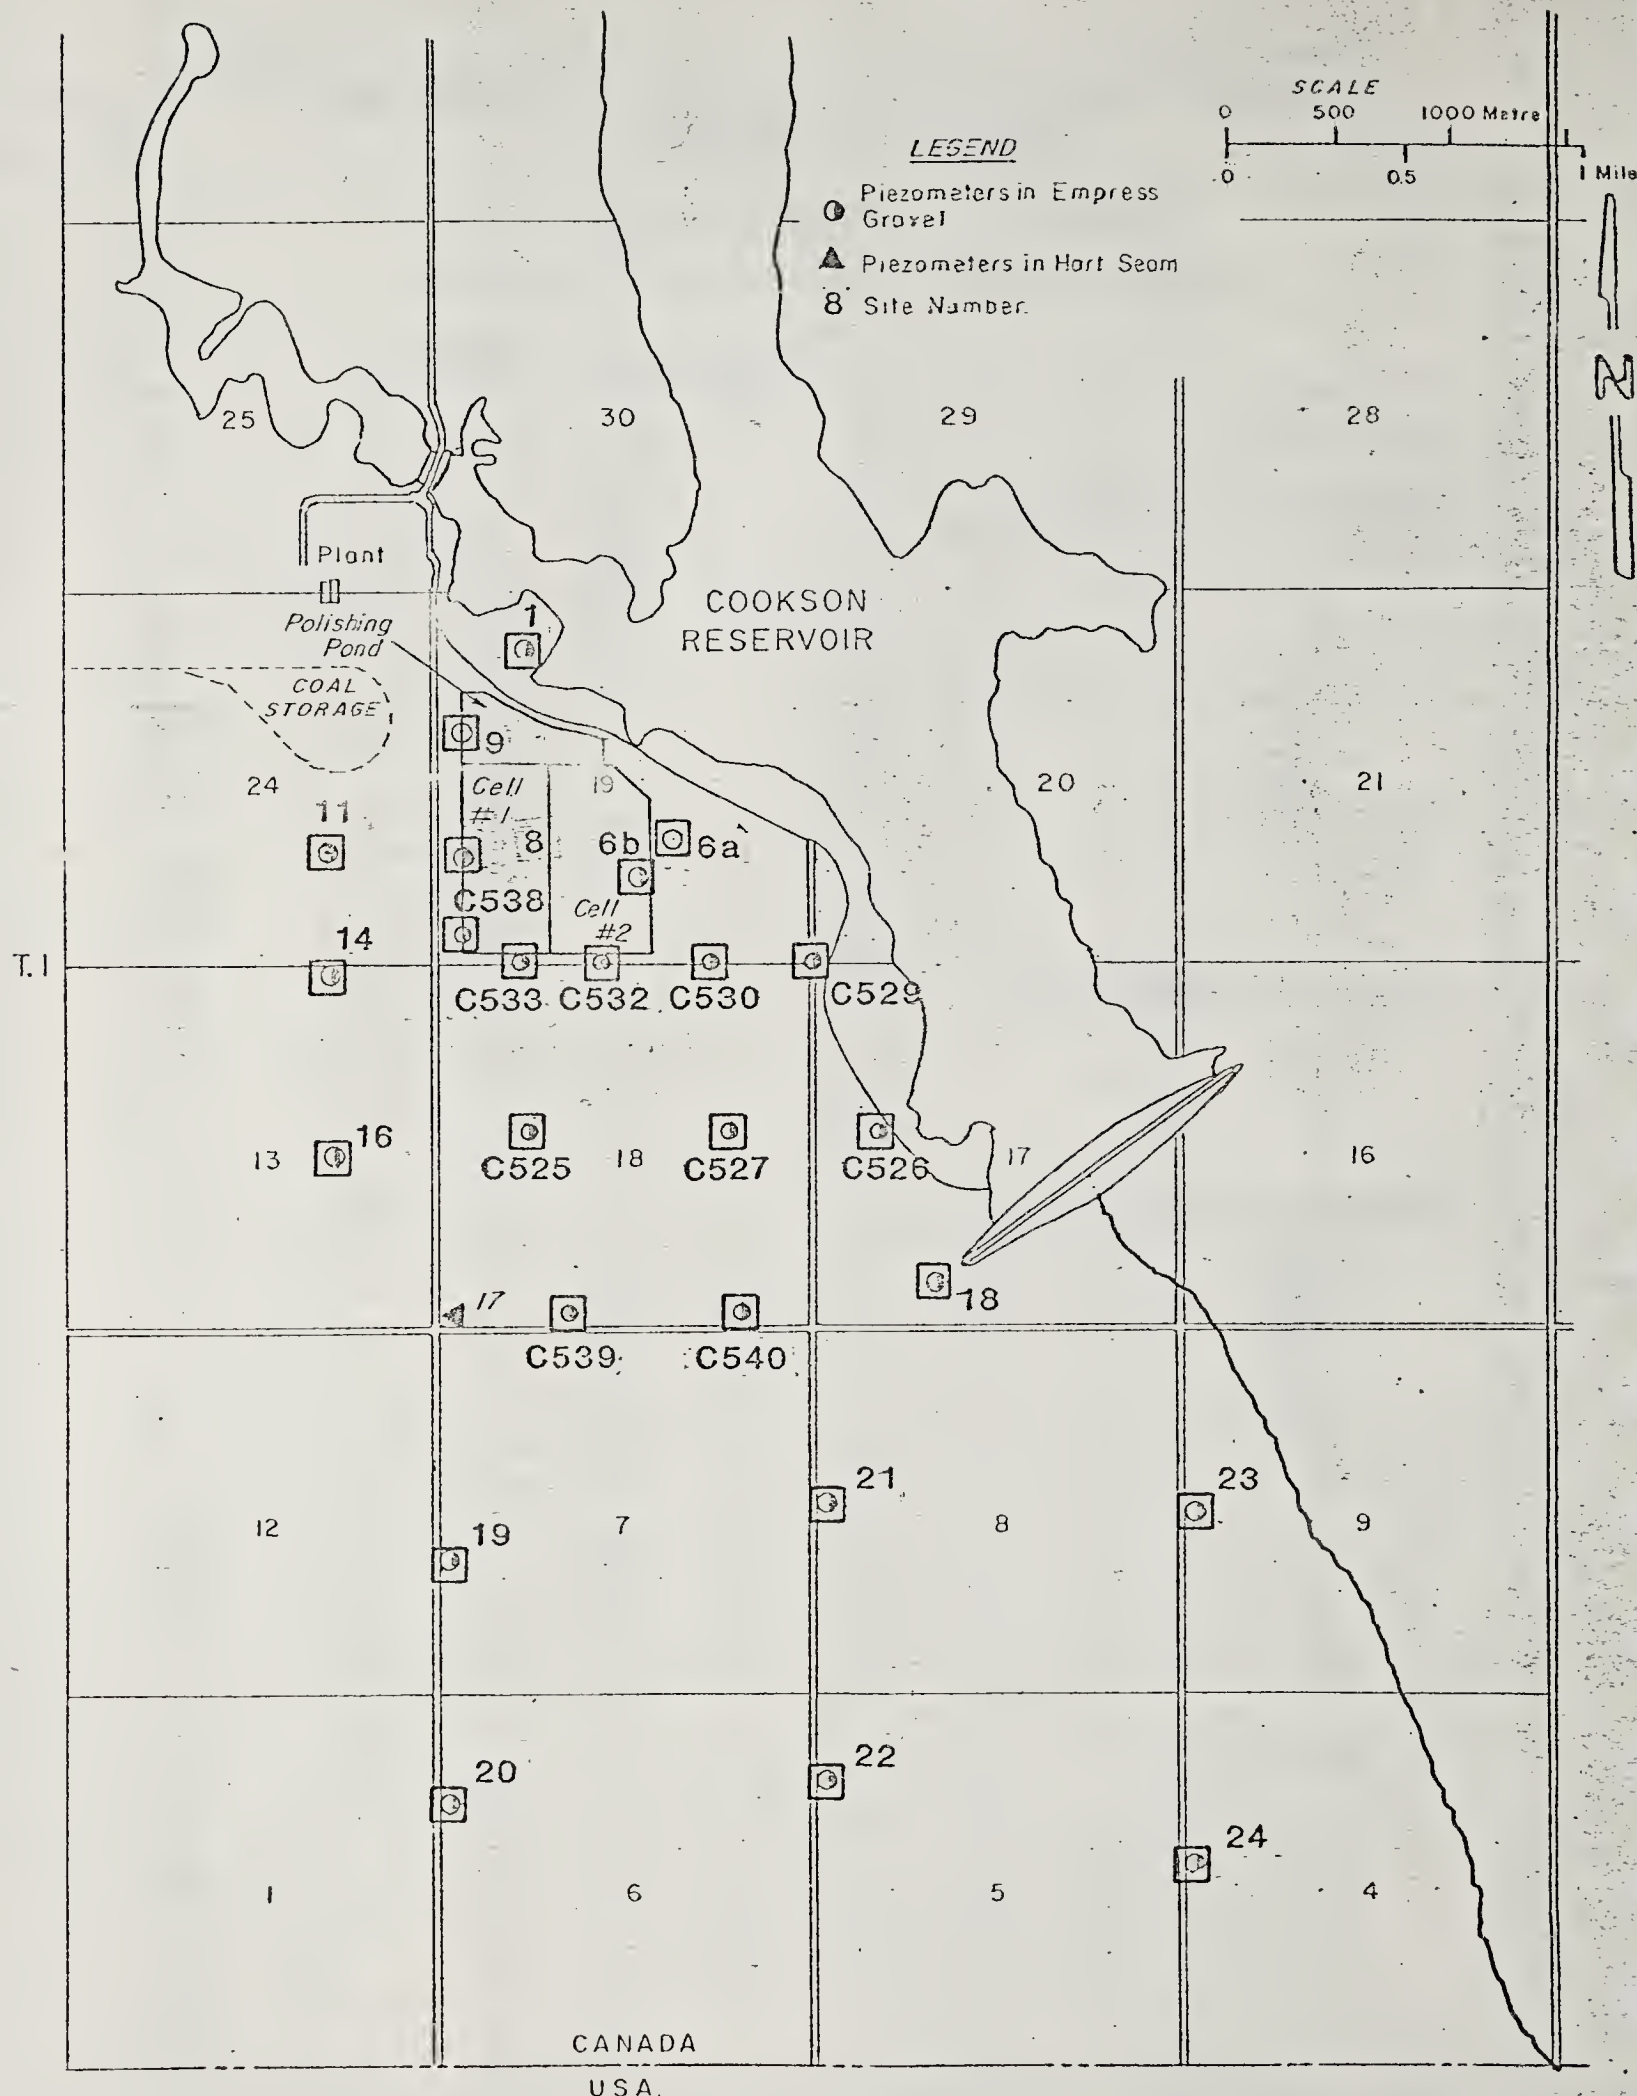 SCALE
0 500 1000 Metre
0 0.5 1 Mile
LEGEND
Piezometers in Empress
Gravel
Piezometers in Hart Seam
8 Site Number.
N
25
30
29
28
Plant
Polishing
Pond
COOKSON
RESERVOIR
1
COAL
STORAGE
9
24
Cell
#1
19
20
21
11
8
6b
6a
C538
Cell
#2
14
T.1
C533
C532
C530
C529
13
16
C525
18
C527
C526
17
16
17
18
C539
C540
12
19
7
21
8
23
9
20
22
24
1
6
5
4
CANADA
U.S.A.